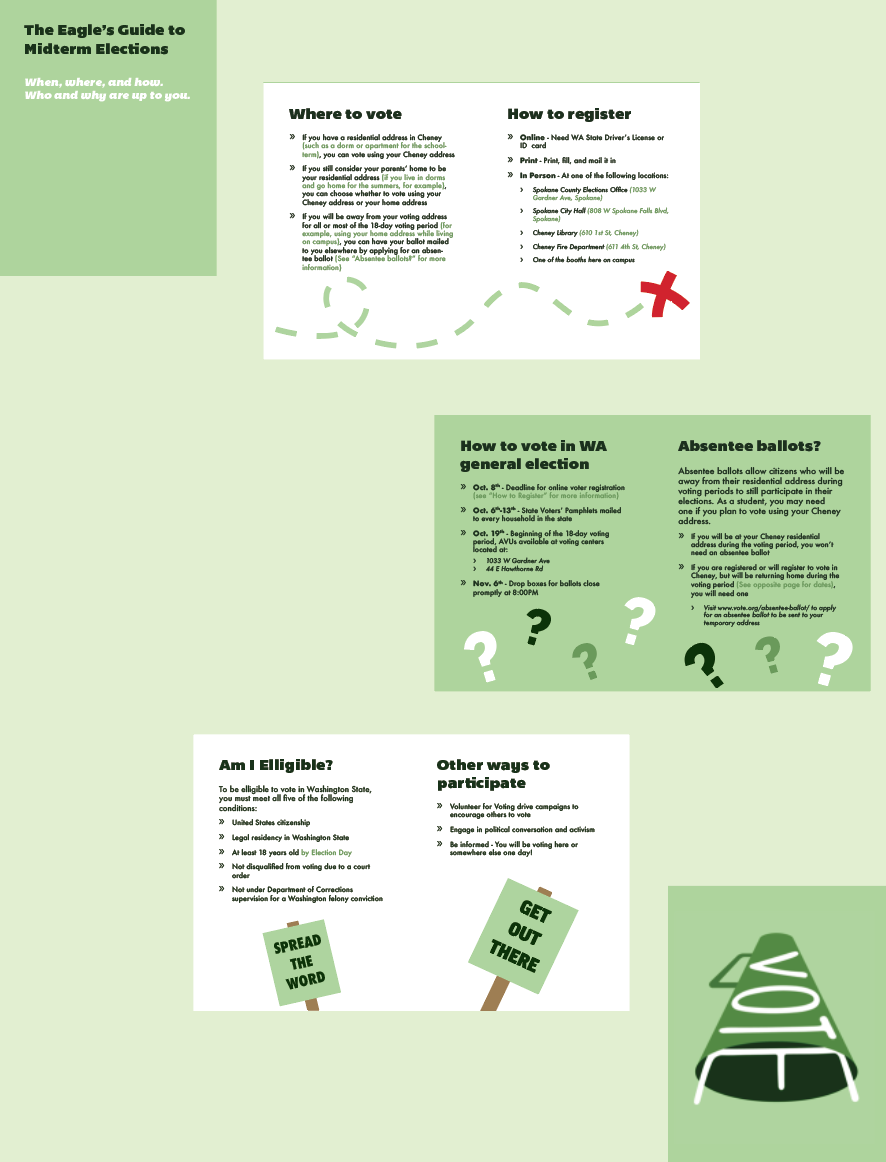 The Eagle's Guide to
Midterm Elections
When, where, and how.
Who and why are up to you.
Where to vote
» If you have a residential address in Cheney
(such as a dorm or apartment for the school-
term), you can vote using your Cheney address
» If you still consider your parents' home to be
your residential address (if you live in dorms
and go home for the summers, for example),
you can choose whether to vote using your
Cheney address or your home address
» If you will be away from your voting address
for all or most of the 18-day voting period (for
example, using your home address while living
on campus), you can have your ballot mailed
to you elsewhere by applying for an absen-
tee ballot (See "Absentee ballots?" for more
information)
How to register
» Online - Need WA State Driver's License or
ID card
» Print - Print, fill, and mail it in
» In Person - At one of the following locations:
› Spokane County Elections Office (1033 W
Gardner Ave, Spokane)
› Spokane City Hall (808 W Spokane Falls Blvd,
Spokane)
› Cheney Library (610 1st St, Cheney)
› Cheney Fire Department (611 4th St, Cheney)
› One of the booths here on campus
How to vote in WA
general election
» Oct. 8th - Deadline for online voter registration
(see "How to Register" for more information)
» Oct. 6th-13th - State Voters' Pamphlets mailed
to every household in the state
» Oct. 19th - Beginning of the 18-day voting
period, AVUs available at voting centers
located at:
› 1033 W Gardner Ave
› 44 E Hawthorne Rd
» Nov. 6th - Drop boxes for ballots close
promptly at 8:00PM
Absentee ballots?
Absentee ballots allow citizens who will be
away from their residential address during
voting periods to still participate in their
elections. As a student, you may need
one if you plan to vote using your Cheney
address.
» If you will be at your Cheney residential
address during the voting period, you won't
need an absentee ballot
» If you are registered or will register to vote in
Cheney, but will be returning home during the
voting period (See opposite page for dates),
you will need one
› Visit www.vote.org/absentee-ballot/ to apply
for an absentee ballot to be sent to your
temporary address
? ? ? ? ? ? ?
Am I Elligible?
To be elligible to vote in Washington State,
you must meet all five of the following
conditions:
» United States citizenship
» Legal residency in Washington State
» At least 18 years old by Election Day
» Not disqualified from voting due to a court
order
» Not under Department of Corrections
supervision for a Washington felony conviction
SPREAD
THE
WORD
Other ways to
participate
» Volunteer for Voting drive campaigns to
encourage others to vote
» Engage in political conversation and activism
» Be informed - You will be voting here or
somewhere else one day!
GET
OUT
THERE
VOTE